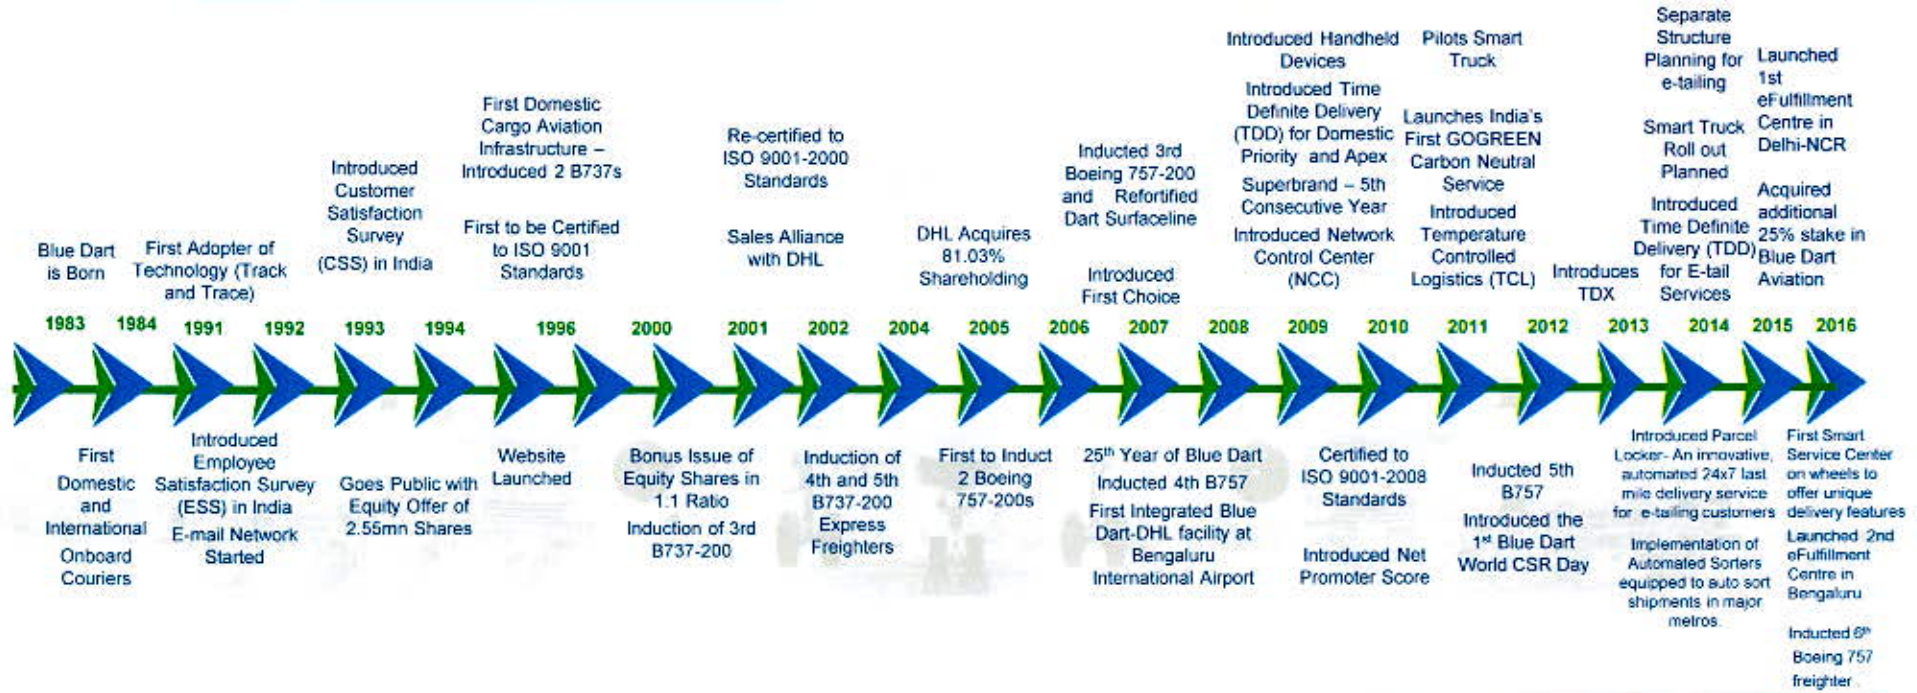 Blue Dart
is Born
First Adopter of
Technology (Track
and Trace)
Introduced
Customer
Satisfaction
Survey
(CSS) in India
First Domestic
Cargo Aviation
Infrastructure –
Introduced 2 B737s
First to be Certified
to ISO 9001
Standards
Re-certified to
ISO 9001-2000
Standards
Sales Alliance
with DHL
DHL Acquires
81.03%
Shareholding
Inducted 3rd
Boeing 757-200
and Refortified
Dart Surfaceline
Introduced
First Choice
Introduced Handheld
Devices
Introduced Time
Definite Delivery
(TDD) for Domestic
Priority and Apex
Superbrand – 5th
Consecutive Year
Introduced Network
Control Center
(NCC)
Pilots Smart
Truck
Launches India's
First GOGREEN
Carbon Neutral
Service
Introduced
Temperature
Controlled
Logistics (TCL)
Introduces
TDX
Separate
Structure
Planning for
e-tailing
Smart Truck
Roll out
Planned
Introduced
Time Definite
Delivery (TDD)
for E-tail
Services
Launched
1st
eFulfillment
Centre in
Delhi-NCR
Acquired
additional
25% stake in
Blue Dart
Aviation
1983 1984 1991 1992 1993 1994 1996 2000 2001 2002 2004 2005 2006 2007 2008 2009 2010 2011 2012 2013 2014 2015 2016
First
Domestic
and
International
Onboard
Couriers
Introduced
Employee
Satisfaction Survey
(ESS) in India
E-mail Network
Started
Goes Public with
Equity Offer of
2.55mn Shares
Website
Launched
Bonus Issue of
Equity Shares in
1.1 Ratio
Induction of 3rd
B737-200
Induction of
4th and 5th
B737-200
Express
Freighters
First to Induct
2 Boeing
757-200s
25th Year of Blue Dart
Inducted 4th B757
First Integrated Blue
Dart-DHL facility at
Bengaluru
International Airport
Certified to
ISO 9001-2008
Standards
Introduced Net
Promoter Score
Inducted 5th
B757
Introduced the
1st Blue Dart
World CSR Day
Introduced Parcel
Locker- An innovative,
automated 24x7 last
mile delivery service
for e-tailing customers
Implementation of
Automated Sorters
equipped to auto sort
shipments in major
metros.
First Smart
Service Center
on wheels to
offer unique
delivery features
Launched 2nd
eFulfillment
Centre in
Bengaluru
Inducted 6th
Boeing 757
freighter